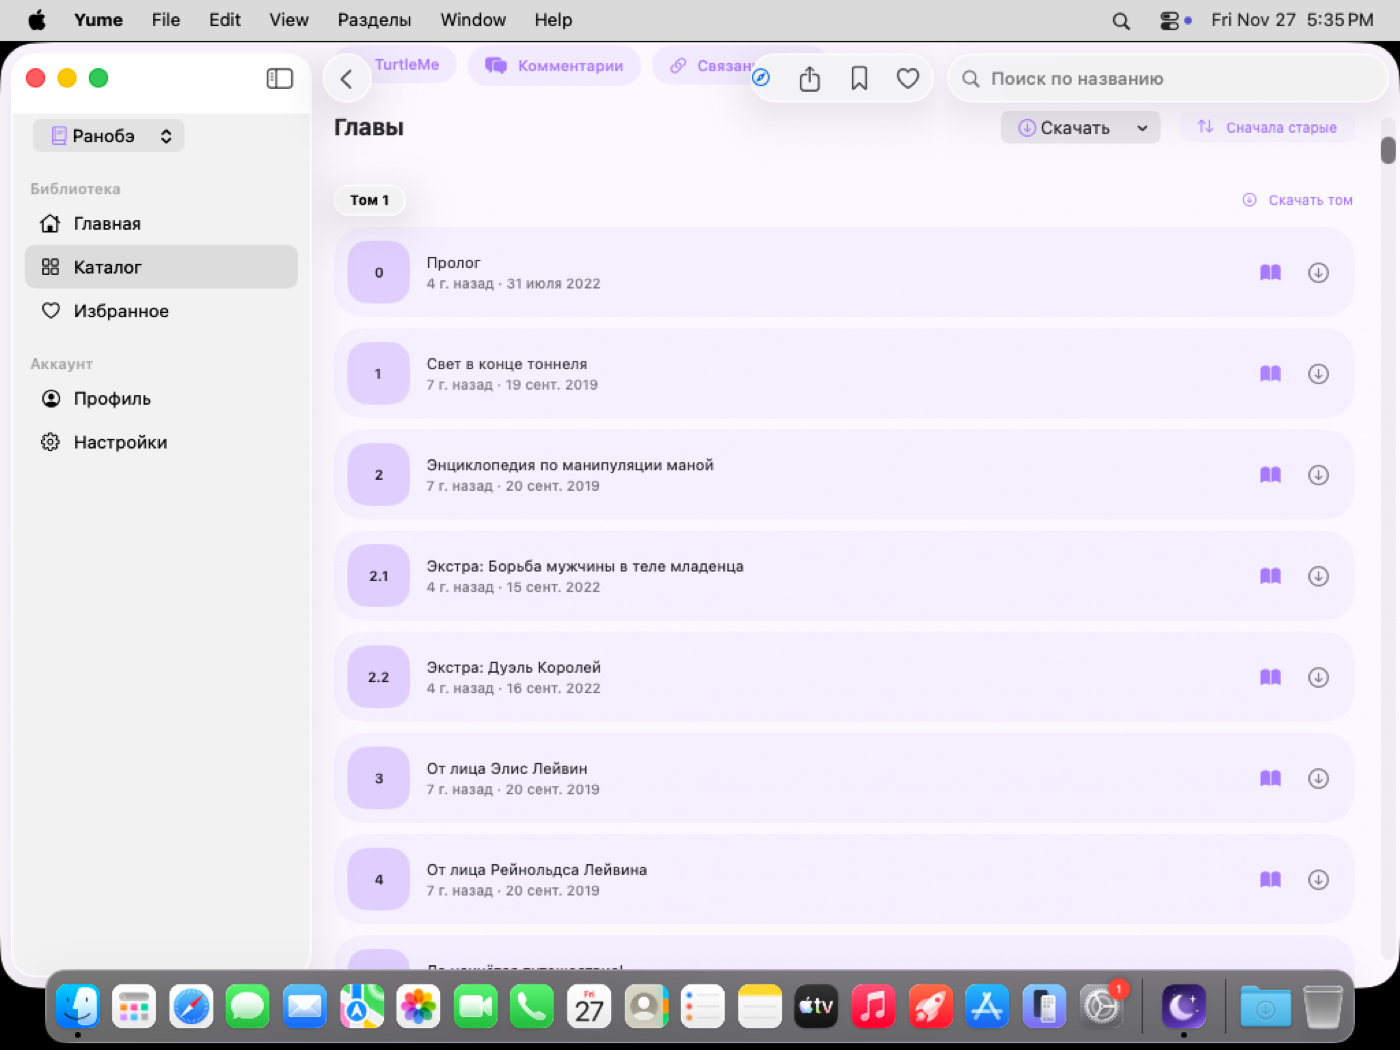 Yume File Edit View Разделы Window Help Fri Nov 27 5:35 PM
TurtleMe Комментарии
Поиск по названию
Ранобэ
Библиотека
Главная
Каталог
Избранное
Аккаунт
Профиль
Настройки
Главы Скачать Сначала старые
Том 1 Скачать том
0 Пролог
4 г. назад · 31 июля 2022
1 Свет в конце тоннеля
7 г. назад · 19 сент. 2019
2 Энциклопедия по манипуляции маной
7 г. назад · 20 сент. 2019
2.1 Экстра: Борьба мужчины в теле младенца
4 г. назад · 15 сент. 2022
2.2 Экстра: Дуэль Королей
4 г. назад · 16 сент. 2022
3 От лица Элис Лейвин
7 г. назад · 20 сент. 2019
4 От лица Рейнольдса Лейвина
7 г. назад · 20 сент. 2019
Fri
27
tv
1